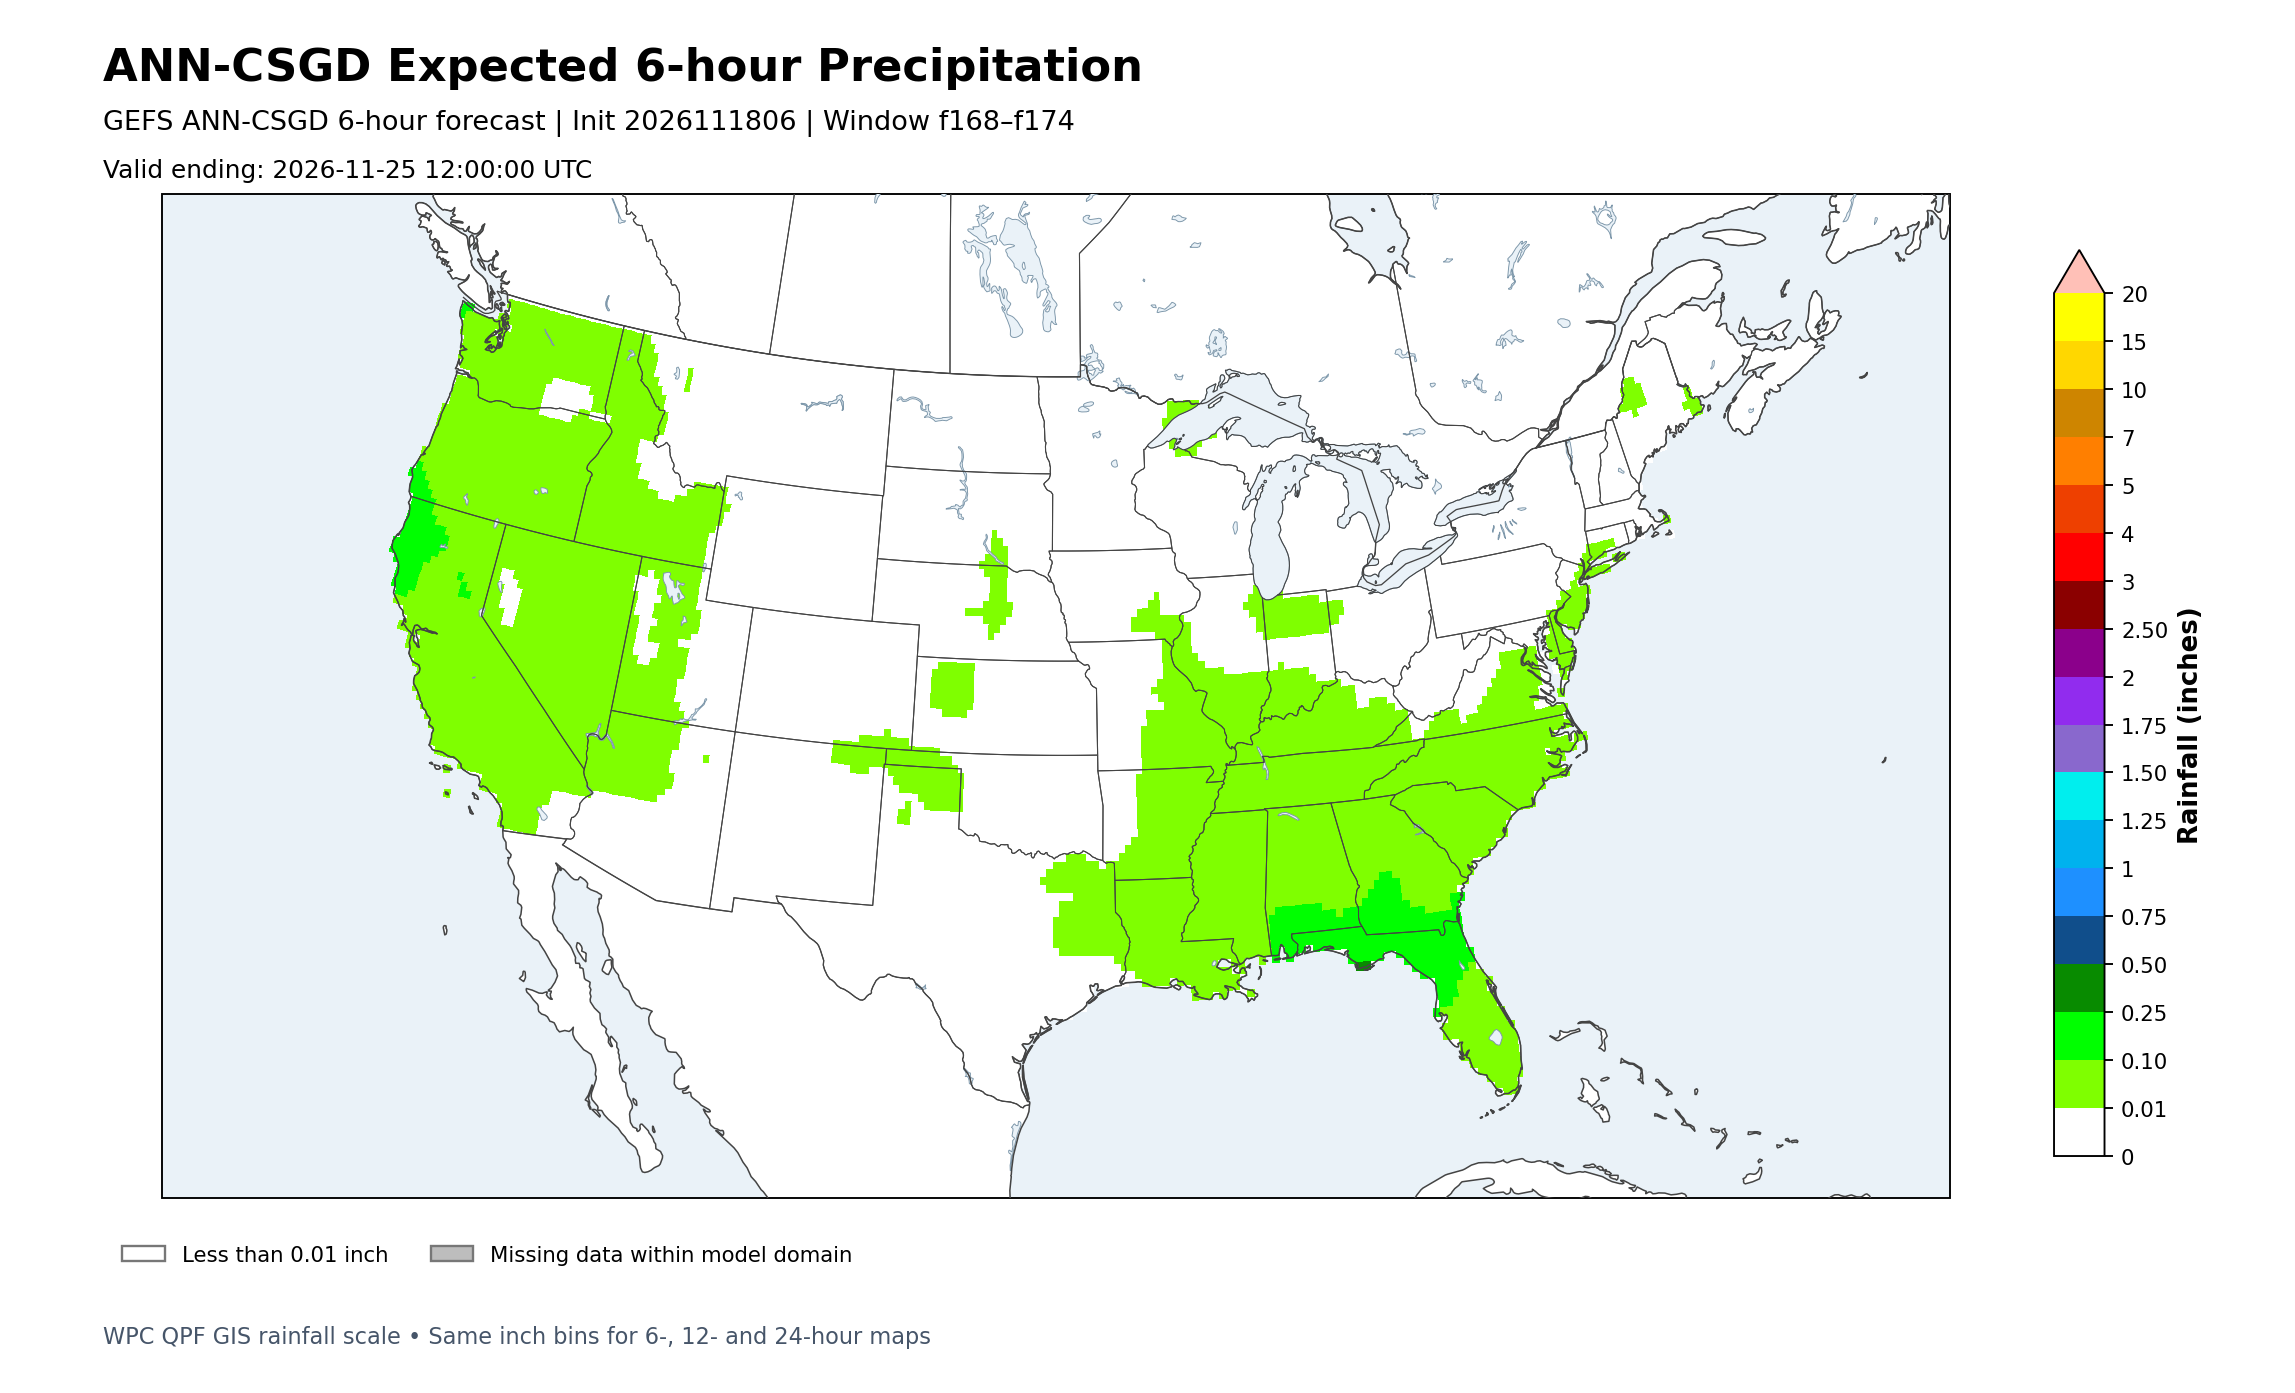 ANN-CSGD Expected 6-hour Precipitation
GEFS ANN-CSGD 6-hour forecast | Init 2026111806 | Window f168–f174
Valid ending: 2026-11-25 12:00:00 UTC
20
15
10
7
5
4
3
2.50
2
1.75
1.50
1.25
1
0.75
0.50
0.25
0.10
0.01
0
Rainfall (inches)
Less than 0.01 inch
Missing data within model domain
WPC QPF GIS rainfall scale • Same inch bins for 6-, 12- and 24-hour maps